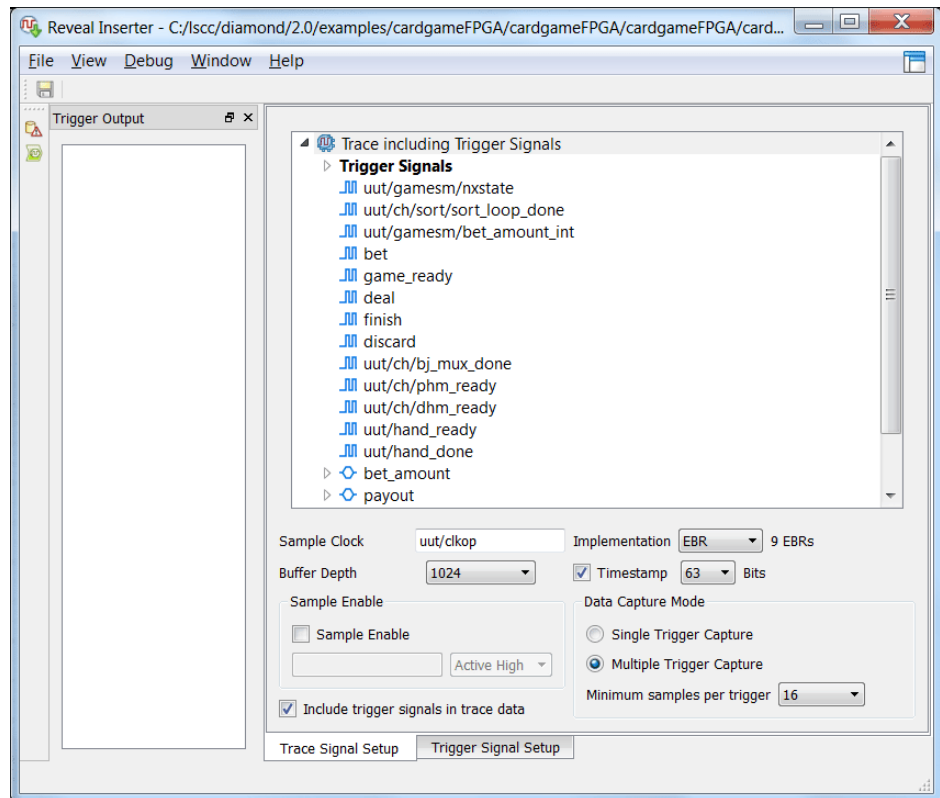 Reveal Inserter - C:/lscc/diamond/2.0/examples/cardgameFPGA/cardgameFPGA/cardgameFPGA/card...
File View Debug Window Help
Trigger Output
Trace including Trigger Signals
Trigger Signals
uut/gamesm/nxstate
uut/ch/sort/sort_loop_done
uut/gamesm/bet_amount_int
bet
game_ready
deal
finish
discard
uut/ch/bj_mux_done
uut/ch/phm_ready
uut/ch/dhm_ready
uut/hand_ready
uut/hand_done
bet_amount
payout
Sample Clock uut/clkop Implementation EBR 9 EBRs
Buffer Depth 1024 Timestamp 63 Bits
Sample Enable Data Capture Mode
Sample Enable Single Trigger Capture
Active High Multiple Trigger Capture
Minimum samples per trigger 16
Include trigger signals in trace data
Trace Signal Setup Trigger Signal Setup